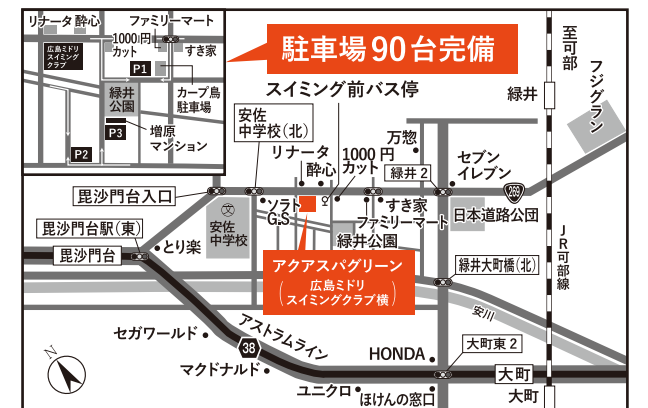 リナータ
酔心
ファミリーマート
1000円
カット
すき家
広島ミドリ
スイミング
クラブ
P1
緑井
公園
カープ鳥
駐車場
P3
増原
マンション
P2
駐車場90台完備
スイミング前バス停
至可部
フジグラン
緑井
安佐
中学校(北)
万惣
リナータ
酔心
1000円
カット
緑井2
セブン
イレブン
毘沙門台入口
文
ソラト
G.S
すき家
ファミリーマート
日本道路公団
毘沙門台駅(東)
とり楽
安佐
中学校
緑井公園
JR可部線
毘沙門台
アクアスパグリーン
(広島ミドリ
スイミングクラブ横)
緑井大町橋(北)
安川
セガワールド
アストラムライン
38
マクドナルド
HONDA
大町東2
N
大町
ユニクロ
ほけんの窓口
大町